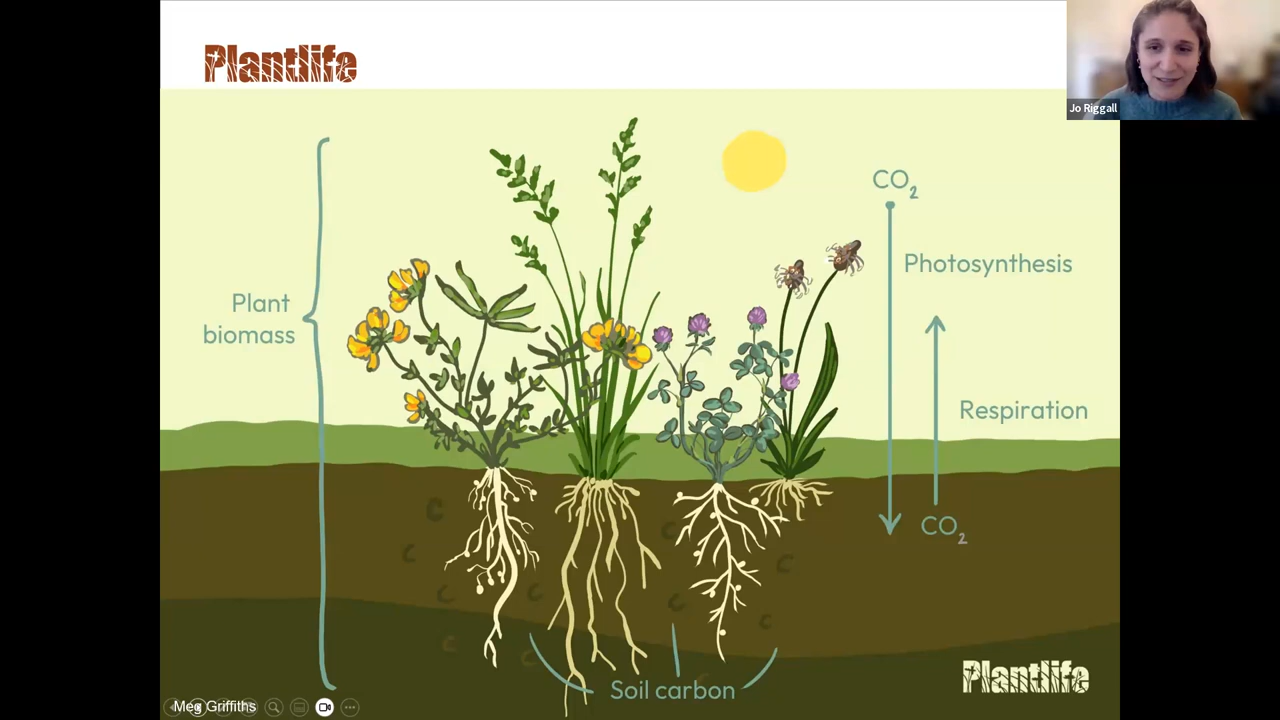 Plantlife
Jo Riggall
CO₂
Photosynthesis
Plant
biomass
Respiration
CO₂
Soil carbon
Plantlife
Meg Griffiths